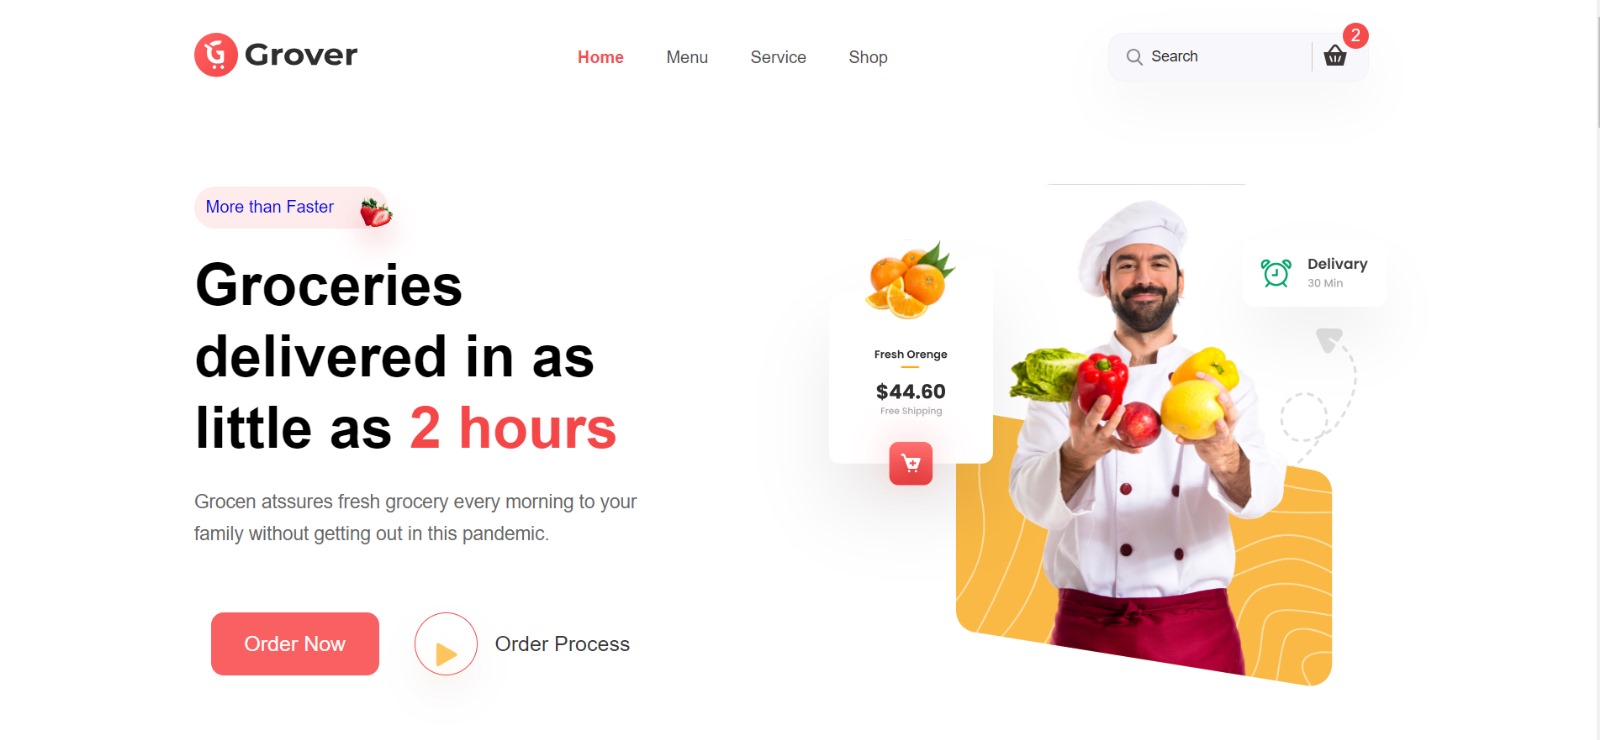 Grover
Home Menu Service Shop
Search
2
More than Faster
Groceries
delivered in as
little as 2 hours
Grocen atssures fresh grocery every morning to your
family without getting out in this pandemic.
Order Now
Order Process
Fresh Orenge
$44.60
Free Shipping
Delivary
30 Min